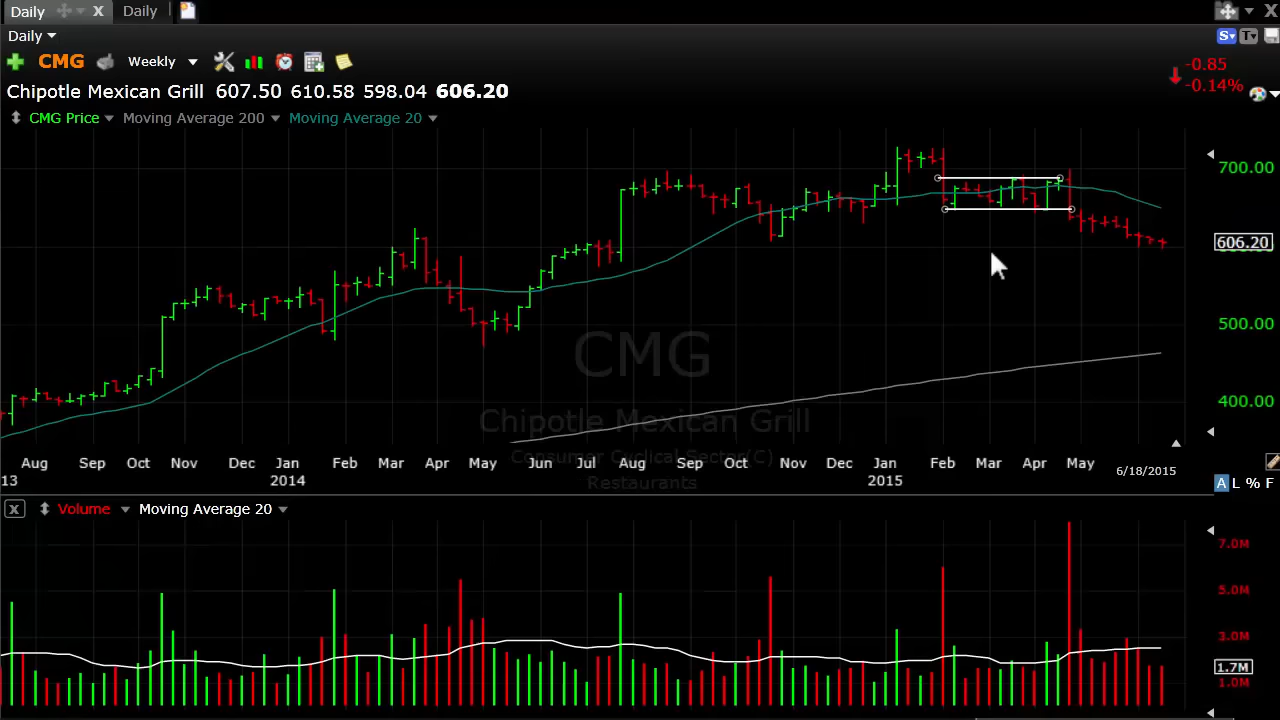 Daily X Daily X
Daily S T
CMG Weekly
-0.85
-0.14%
Chipotle Mexican Grill 607.50 610.58 598.04 606.20
CMG Price Moving Average 200 Moving Average 20
700.00
606.20
500.00
400.00
CMG
Chipotle Mexican Grill
Consumer Cyclical Sector(C)
Restaurants
Aug Sep Oct Nov Dec Jan Feb Mar Apr May Jun Jul Aug Sep Oct Nov Dec Jan Feb Mar Apr May 6/18/2015
13 2014 2015
A L % F
X Volume Moving Average 20
7.0M
5.0M
3.0M
1.7M
1.0M